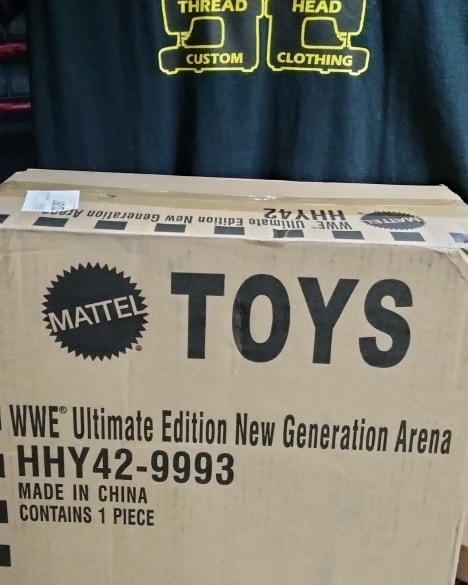 THREAD HEAD
CUSTOM CLOTHING
WWE™ Ultimate Edition New Generation Arena
HHY42
MATTEL
MATTEL
®
TOYS
WWE® Ultimate Edition New Generation Arena
HHY42-9993
MADE IN CHINA
CONTAINS 1 PIECE